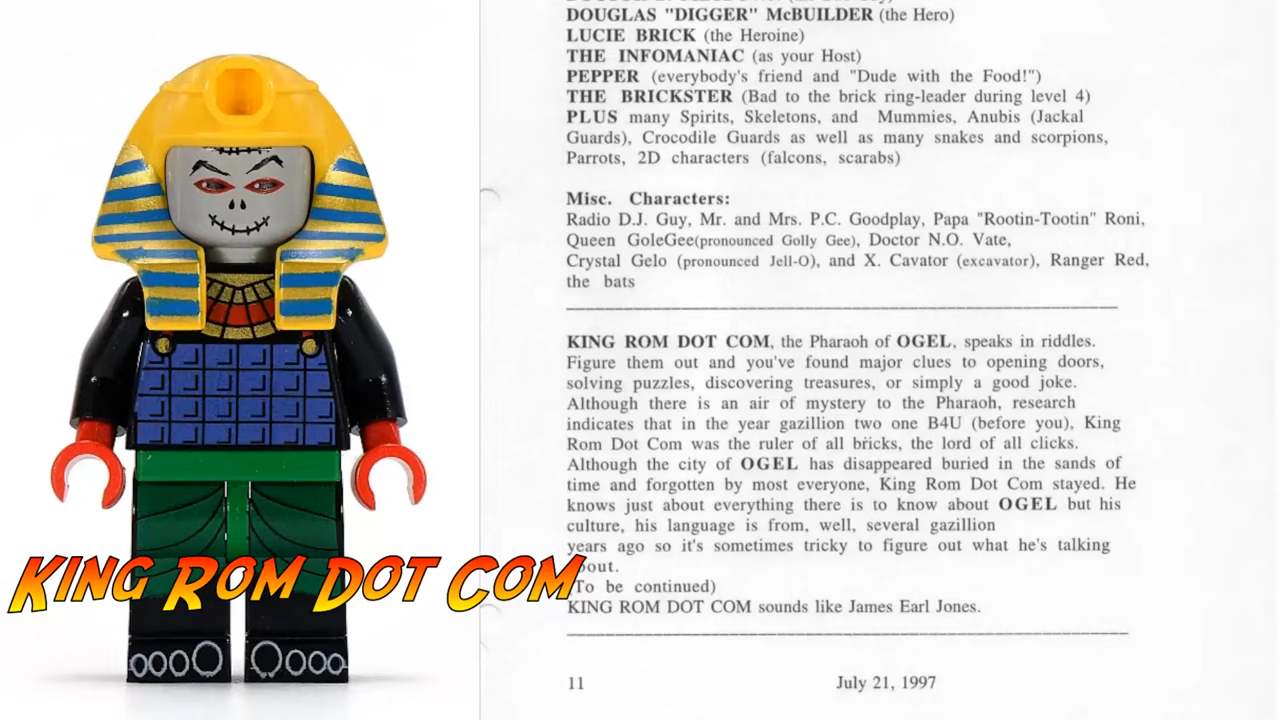 DOUGLAS "DIGGER" McBUILDER (the Hero)
LUCIE BRICK (the Heroine)
THE INFOMANIAC (as your Host)
PEPPER (everybody's friend and "Dude with the Food!")
THE BRICKSTER (Bad to the brick ring-leader during level 4)
PLUS many Spirits, Skeletons, and Mummies, Anubis (Jackal
Guards), Crocodile Guards as well as many snakes and scorpions,
Parrots, 2D characters (falcons, scarabs)
Misc. Characters:
Radio D.J. Guy, Mr. and Mrs. P.C. Goodplay, Papa "Rootin-Tootin" Roni,
Queen GoleGee(pronounced Golly Gee), Doctor N.O. Vate,
Crystal Gelo (pronounced Jell-O), and X. Cavator (excavator), Ranger Red,
the bats
KING ROM DOT COM, the Pharaoh of OGEL, speaks in riddles.
Figure them out and you've found major clues to opening doors,
solving puzzles, discovering treasures, or simply a good joke.
Although there is an air of mystery to the Pharaoh, research
indicates that in the year gazillion two one B4U (before you), King
Rom Dot Com was the ruler of all bricks, the lord of all clicks.
Although the city of OGEL has disappeared buried in the sands of
time and forgotten by most everyone, King Rom Dot Com stayed. He
knows just about everything there is to know about OGEL but his
culture, his language is from, well, several gazillion
years ago so it's sometimes tricky to figure out what he's talking
about.
(To be continued)
KING ROM DOT COM sounds like James Earl Jones.
11 July 21, 1997
King Rom Dot Com